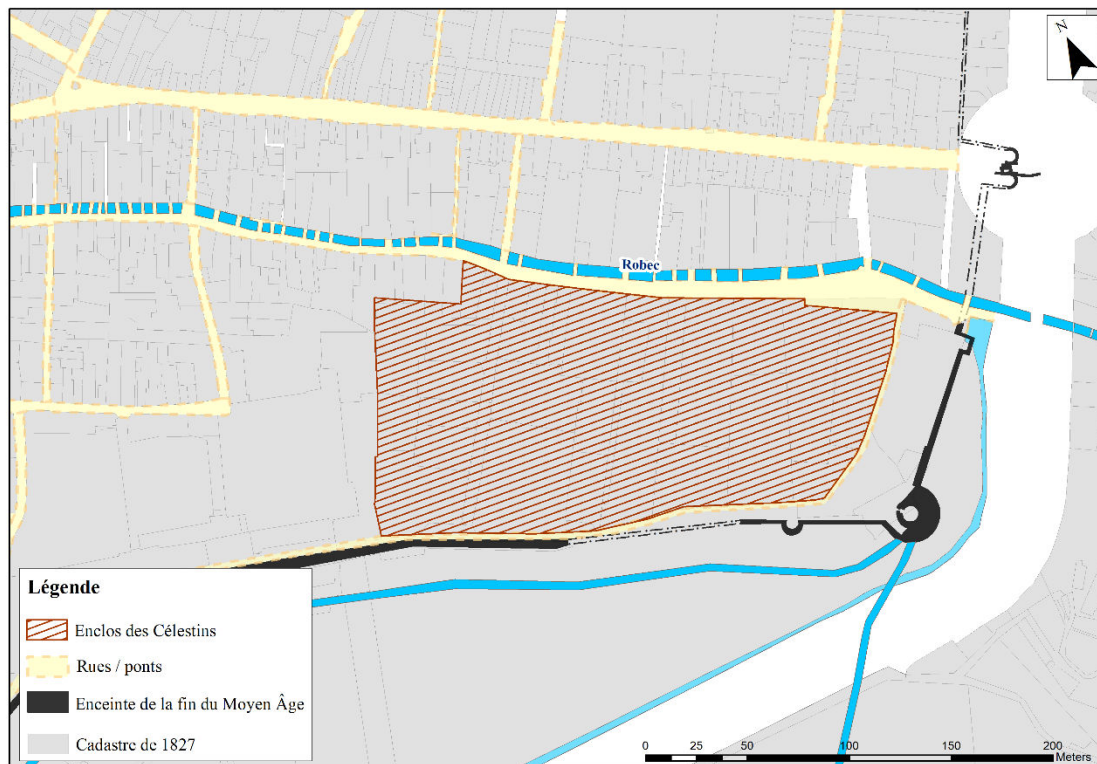 N
Robec
Légende
Enclos des Célestins
Rues / ponts
Enceinte de la fin du Moyen Âge
Cadastre de 1827
0 25 50 100 150 200
Meters